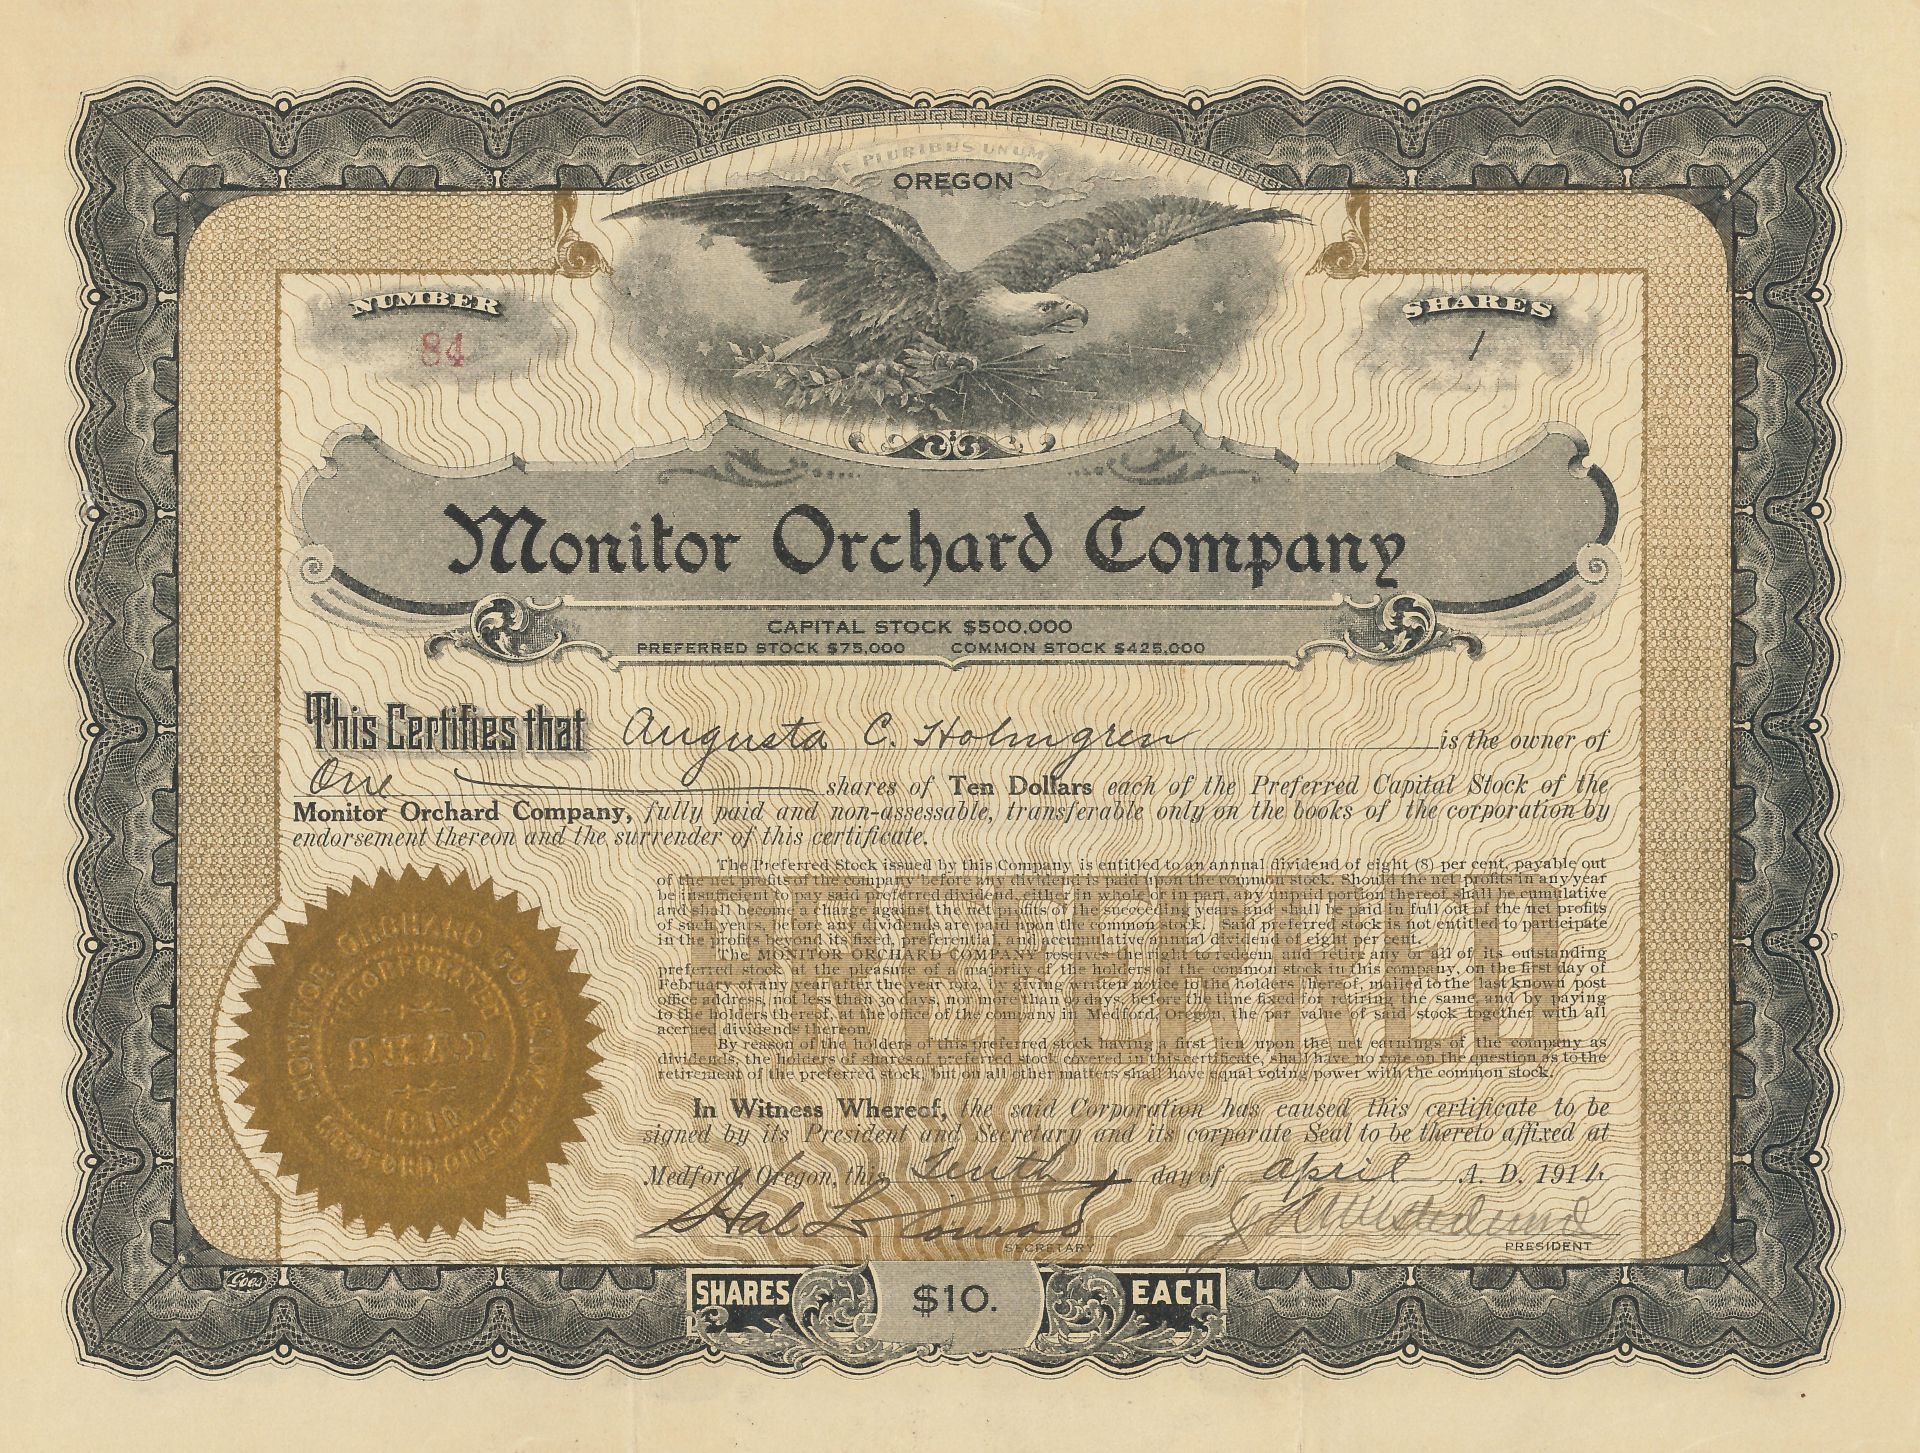 E PLURIBUS UNUM
OREGON
NUMBER
84
SHARES
1
Monitor Orchard Company
CAPITAL STOCK $500,000
PREFERRED STOCK $75,000 COMMON STOCK $425,000
This Certifies that Augusta C. Holmgren is the owner of
One shares of Ten Dollars each of the Preferred Capital Stock of the
Monitor Orchard Company, fully paid and non-assessable, transferable only on the books of the corporation by
endorsement thereon and the surrender of this certificate.
The Preferred Stock issued by this Company is entitled to an annual dividend of eight (8) per cent, payable out
of the net profits of the company before any dividend is paid upon the common stock. Should the net profits in any year
be insufficient to pay said preferred dividend, either in whole or in part, any unpaid portion thereof shall be cumulative
and shall become a charge against the net profits of the succeeding years and shall be paid in full out of the net profits
of such years, before any dividends are paid upon the common stock. Said preferred stock is not entitled to participate
in the profits beyond its fixed, preferential, and accumulative annual dividend of eight per cent.
The MONITOR ORCHARD COMPANY reserves the right to redeem and retire any or all of its outstanding
preferred stock at the pleasure of a majority of the holders of the common stock in this company, on the first day of
February of any year after the year 1912, by giving written notice to the holders thereof, mailed to the last known post
office address, not less than 30 days, nor more than 90 days, before the time fixed for retiring the same, and by paying
to the holders thereof, at the office of the company in Medford, Oregon, the par value of said stock together with all
accrued dividends thereon.
By reason of the holders of this preferred stock having a first lien upon the net earnings of the company as
dividends, the holders of shares of preferred stock covered in this certificate, shall have no vote on the question as to the
retirement of the preferred stock, but on all other matters shall have equal voting power with the common stock.
PREFERRED
MONITOR ORCHARD COMPANY
INCORPORATED
SEAL
1910
MEDFORD, OREGON
In Witness Whereof, the said Corporation has caused this certificate to be
signed by its President and Secretary and its corporate Seal to be thereto affixed at
Medford, Oregon, this Tenth day of April A. D. 1914
Hal L Conrad
SECRETARY
PRESIDENT
Goes
SHARES $10. EACH